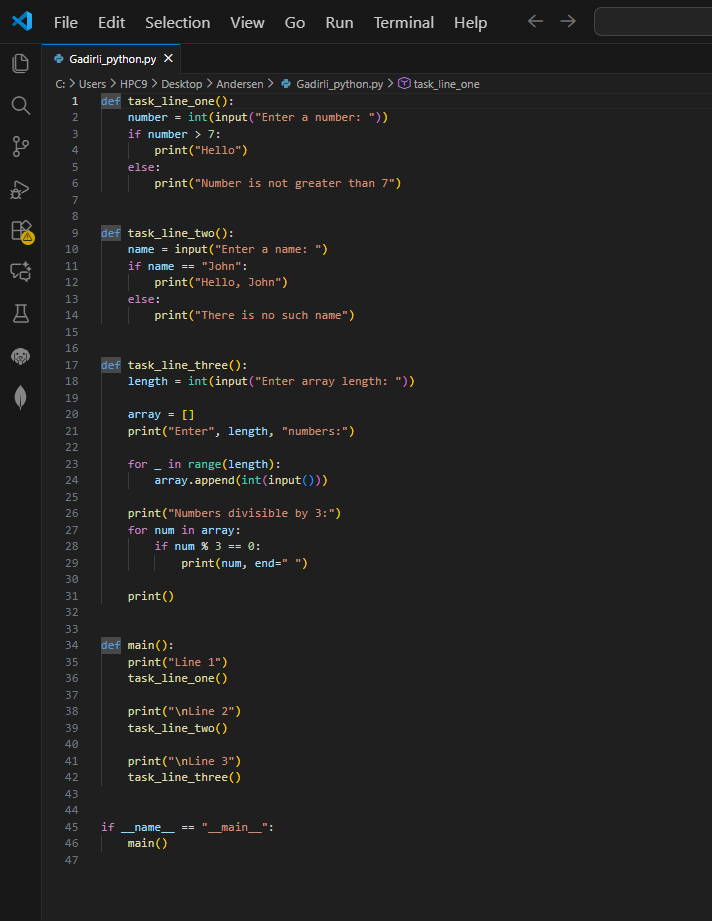 File Edit Selection View Go Run Terminal Help
Gadirli_python.py
C: > Users > HPC9 > Desktop > Andersen > Gadirli_python.py > task_line_one
1 def task_line_one():
2     number = int(input("Enter a number: "))
3     if number > 7:
4         print("Hello")
5     else:
6         print("Number is not greater than 7")
7
8
9 def task_line_two():
10     name = input("Enter a name: ")
11     if name == "John":
12         print("Hello, John")
13     else:
14         print("There is no such name")
15
16
17 def task_line_three():
18     length = int(input("Enter array length: "))
19
20     array = []
21     print("Enter", length, "numbers:")
22
23     for _ in range(length):
24         array.append(int(input()))
25
26     print("Numbers divisible by 3:")
27     for num in array:
28         if num % 3 == 0:
29             print(num, end=" ")
30
31     print()
32
33
34 def main():
35     print("Line 1")
36     task_line_one()
37
38     print("\nLine 2")
39     task_line_two()
40
41     print("\nLine 3")
42     task_line_three()
43
44
45 if __name__ == "__main__":
46     main()
47